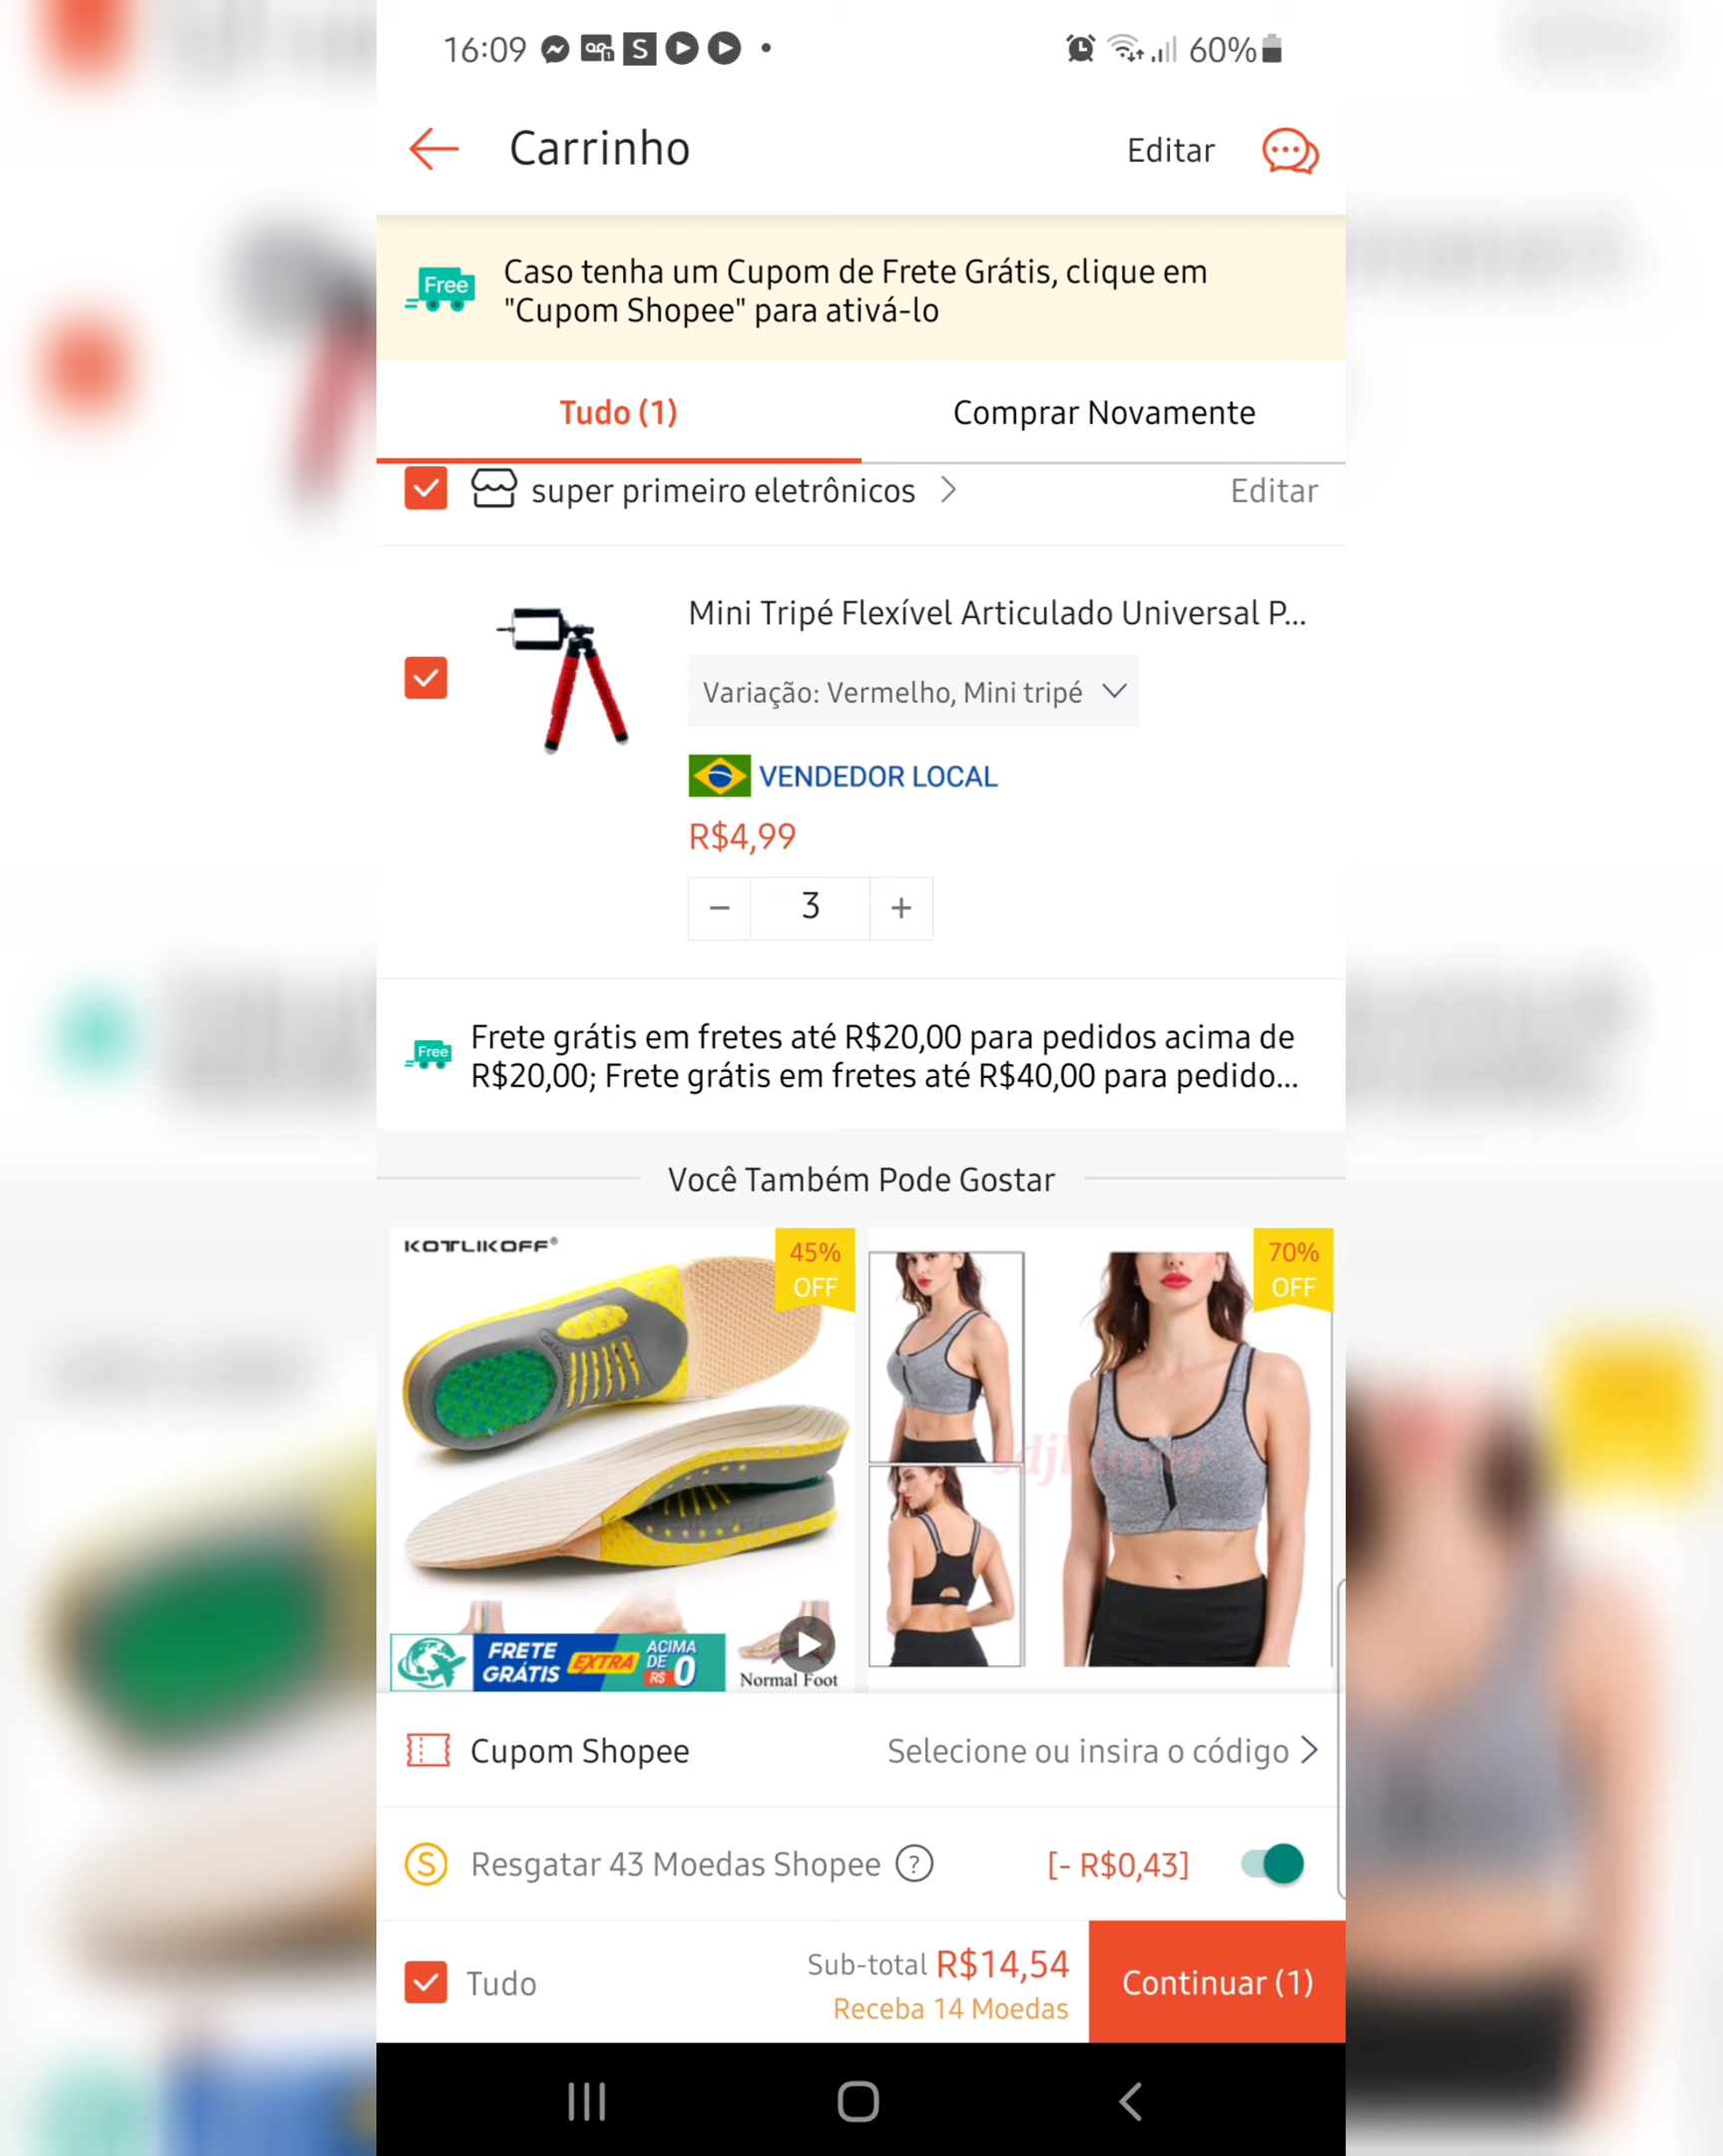 16:09
60%
Carrinho
Editar
Free
Caso tenha um Cupom de Frete Grátis, clique em
"Cupom Shopee" para ativá-lo
Tudo (1)
Comprar Novamente
super primeiro eletrônicos
Editar
Mini Tripé Flexível Articulado Universal P...
Variação: Vermelho, Mini tripé
VENDEDOR LOCAL
R$4,99
− 3 +
Free
Frete grátis em fretes até R$20,00 para pedidos acima de
R$20,00; Frete grátis em fretes até R$40,00 para pedido...
Você Também Pode Gostar
KOTLIKOFF®
45%
OFF
70%
OFF
FRETE
GRÁTIS
EXTRA
ACIMA
DE
R$ 0
Normal Foot
Cupom Shopee
Selecione ou insira o código
Resgatar 43 Moedas Shopee ?
[- R$0,43]
Tudo
Sub-total R$14,54
Receba 14 Moedas
Continuar (1)